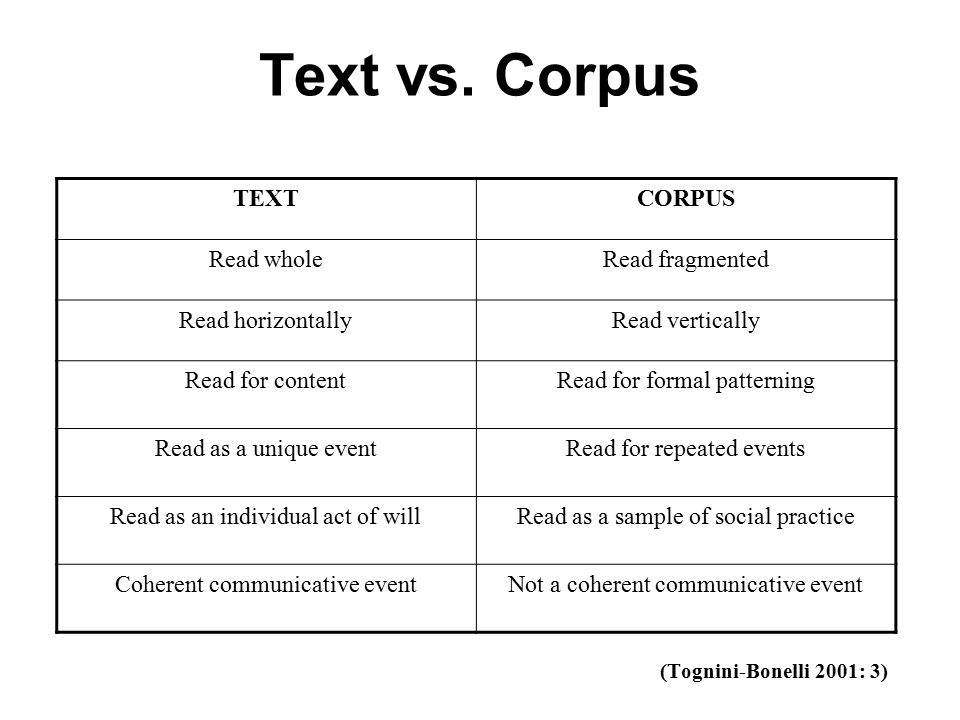 Text vs. Corpus
TEXT CORPUS
Read whole Read fragmented
Read horizontally Read vertically
Read for content Read for formal patterning
Read as a unique event Read for repeated events
Read as an individual act of will Read as a sample of social practice
Coherent communicative event Not a coherent communicative event
(Tognini-Bonelli 2001: 3)